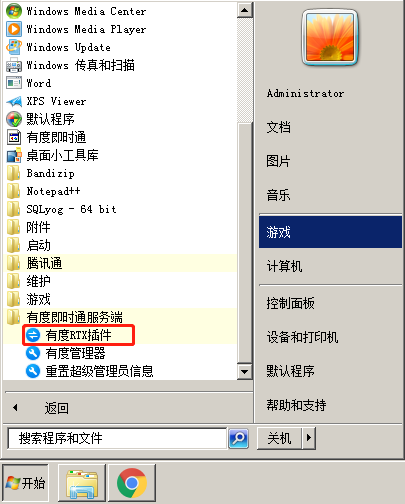 Windows Media Center
Windows Media Player
Windows Update
Windows 传真和扫描
Word
XPS Viewer
默认程序
有度即时通
桌面小工具库
Bandizip
Notepad++
SQLyog - 64 bit
附件
启动
腾讯通
维护
游戏
有度即时通服务端
有度RTX插件
有度管理器
重置超级管理员信息
返回
搜索程序和文件
Administrator
文档
图片
音乐
游戏
计算机
控制面板
设备和打印机
默认程序
帮助和支持
关机
开始